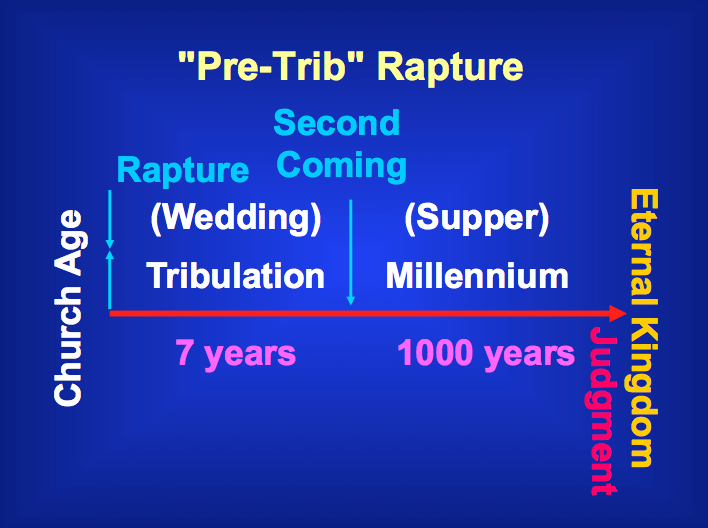 "Pre-Trib" Rapture
Second
Coming
Rapture
(Wedding)
(Supper)
Church Age
Tribulation
Millennium
7 years
1000 years
Judgment
Eternal Kingdom